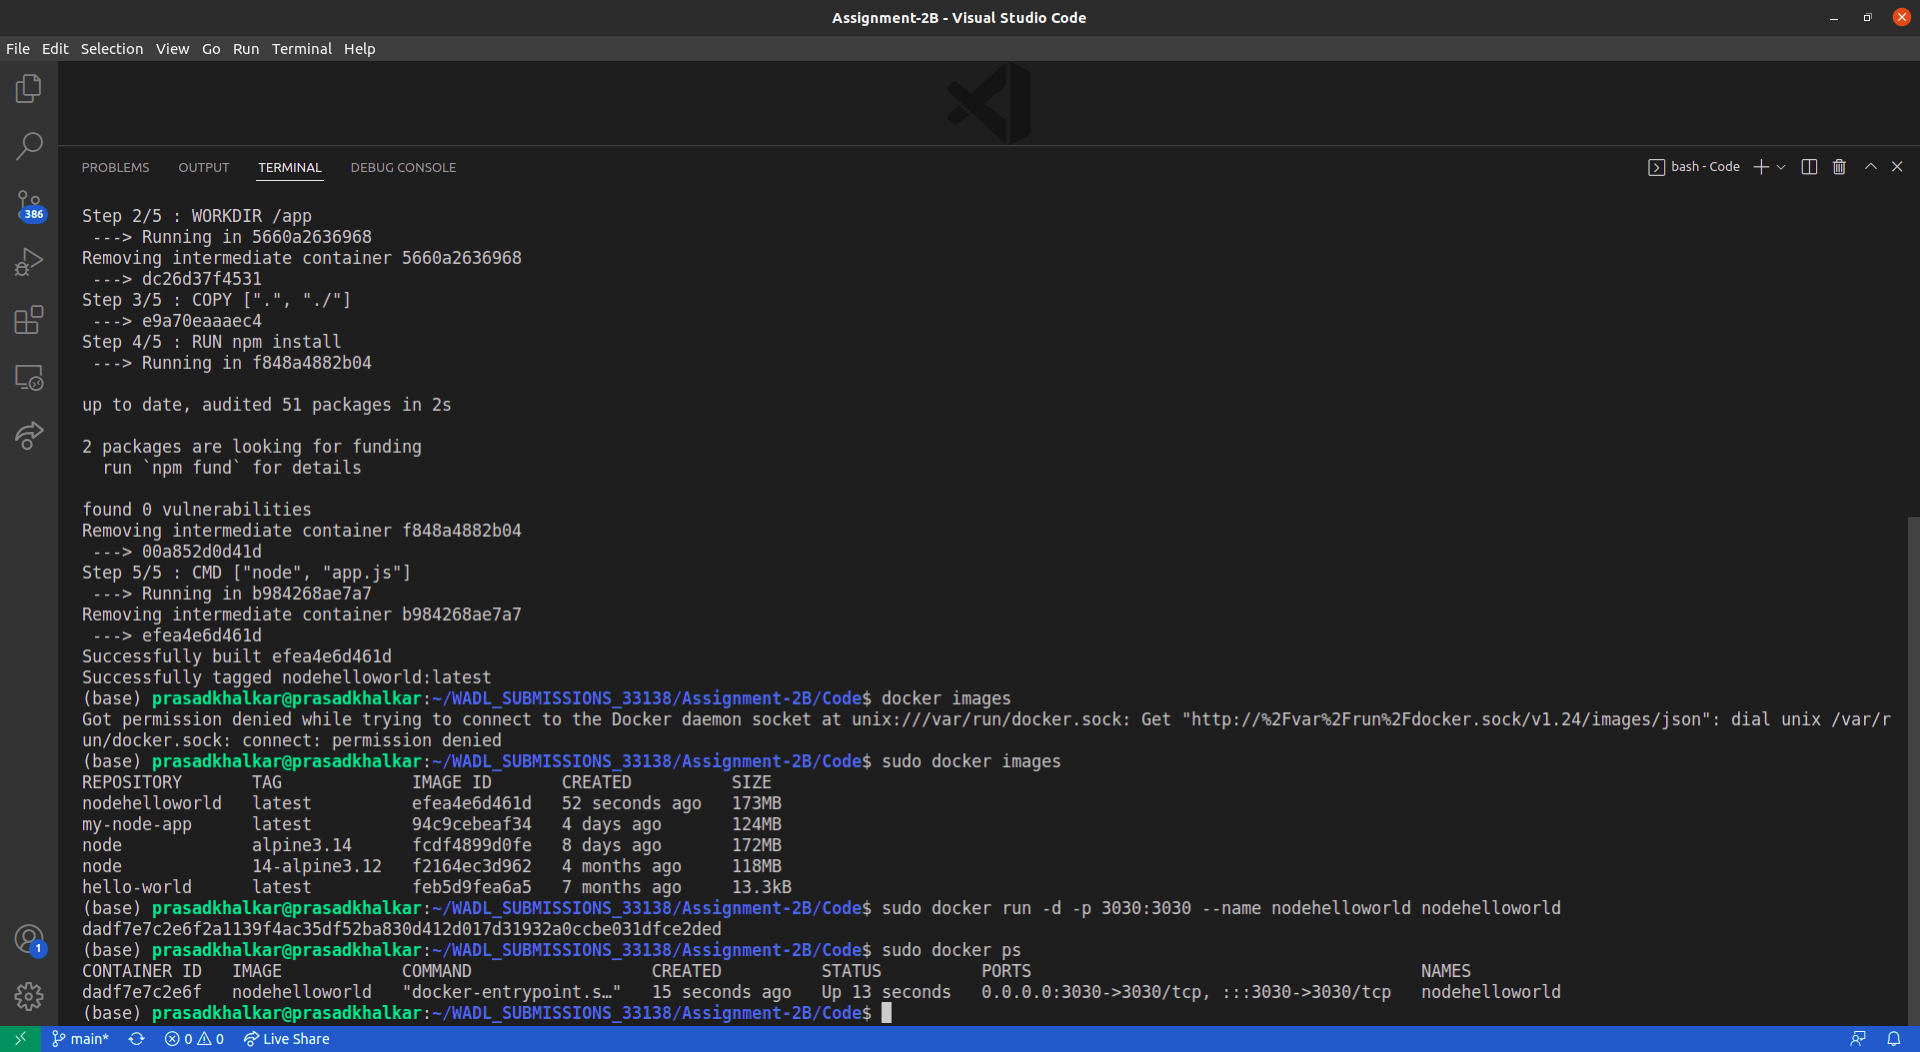 Assignment-2B - Visual Studio Code
File Edit Selection View Go Run Terminal Help
PROBLEMS OUTPUT TERMINAL DEBUG CONSOLE bash - Code
386
Step 2/5 : WORKDIR /app
 ---> Running in 5660a2636968
Removing intermediate container 5660a2636968
 ---> dc26d37f4531
Step 3/5 : COPY [".", "./"]
 ---> e9a70eaaaec4
Step 4/5 : RUN npm install
 ---> Running in f848a4882b04
up to date, audited 51 packages in 2s
2 packages are looking for funding
  run `npm fund` for details
found 0 vulnerabilities
Removing intermediate container f848a4882b04
 ---> 00a852d0d41d
Step 5/5 : CMD ["node", "app.js"]
 ---> Running in b984268ae7a7
Removing intermediate container b984268ae7a7
 ---> efea4e6d461d
Successfully built efea4e6d461d
Successfully tagged nodehelloworld:latest
(base) prasadkhalkar@prasadkhalkar:~/WADL_SUBMISSIONS_33138/Assignment-2B/Code$ docker images
Got permission denied while trying to connect to the Docker daemon socket at unix:///var/run/docker.sock: Get "http://%2Fvar%2Frun%2Fdocker.sock/v1.24/images/json": dial unix /var/r
un/docker.sock: connect: permission denied
(base) prasadkhalkar@prasadkhalkar:~/WADL_SUBMISSIONS_33138/Assignment-2B/Code$ sudo docker images
REPOSITORY       TAG             IMAGE ID       CREATED          SIZE
nodehelloworld   latest          efea4e6d461d   52 seconds ago   173MB
my-node-app      latest          94c9cebeaf34   4 days ago       124MB
node             alpine3.14      fcdf4899d0fe   8 days ago       172MB
node             14-alpine3.12   f2164ec3d962   4 months ago     118MB
hello-world      latest          feb5d9fea6a5   7 months ago     13.3kB
(base) prasadkhalkar@prasadkhalkar:~/WADL_SUBMISSIONS_33138/Assignment-2B/Code$ sudo docker run -d -p 3030:3030 --name nodehelloworld nodehelloworld
dadf7e7c2e6f2a1139f4ac35df52ba830d412d017d31932a0ccbe031dfce2ded
(base) prasadkhalkar@prasadkhalkar:~/WADL_SUBMISSIONS_33138/Assignment-2B/Code$ sudo docker ps
CONTAINER ID   IMAGE            COMMAND                  CREATED          STATUS          PORTS                                       NAMES
dadf7e7c2e6f   nodehelloworld   "docker-entrypoint.s…"   15 seconds ago   Up 13 seconds   0.0.0.0:3030->3030/tcp, :::3030->3030/tcp   nodehelloworld
(base) prasadkhalkar@prasadkhalkar:~/WADL_SUBMISSIONS_33138/Assignment-2B/Code$
1
main* 0 0 Live Share